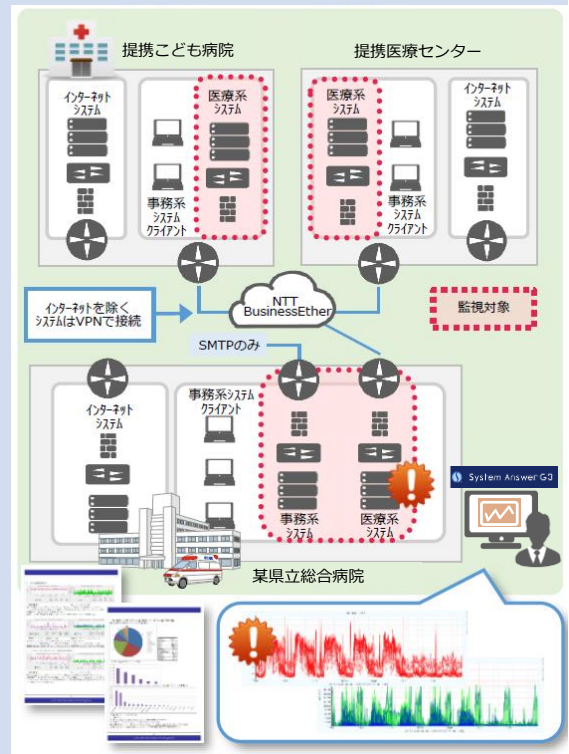 提携こども病院
提携医療センター
インターネット
システム
医療系
システム
事務系
システム
クライアント
医療系
システム
事務系
システム
クライアント
インターネット
システム
NTT
BusinessEther
インターネットを除く
システムはVPNで接続
監視対象
SMTPのみ
インターネット
システム
事務系システム
クライアント
事務系
システム
医療系
システム
System Answer G3
某県立総合病院